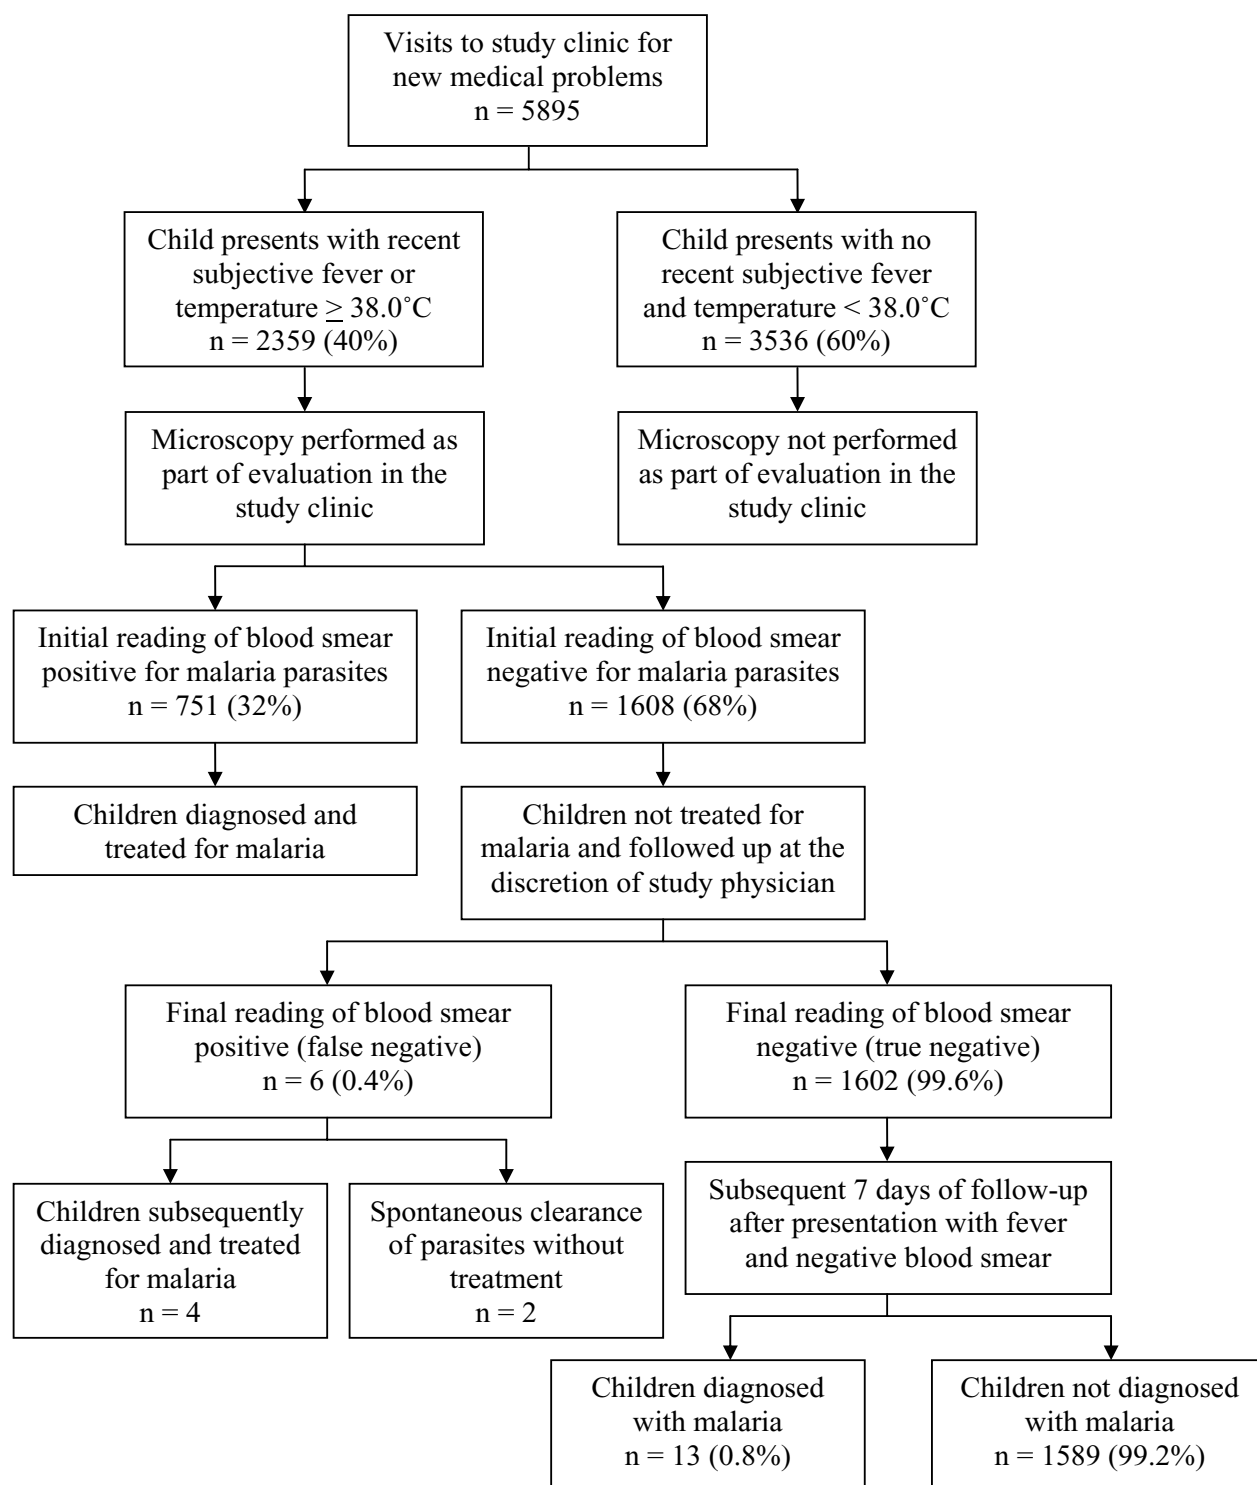 Visits to study clinic for
new medical problems
n = 5895
Child presents with recent
subjective fever or
temperature ≥ 38.0˚C
n = 2359 (40%)
Child presents with no
recent subjective fever
and temperature < 38.0˚C
n = 3536 (60%)
Microscopy performed as
part of evaluation in the
study clinic
Microscopy not performed
as part of evaluation in the
study clinic
Initial reading of blood smear
positive for malaria parasites
n = 751 (32%)
Initial reading of blood smear
negative for malaria parasites
n = 1608 (68%)
Children diagnosed and
treated for malaria
Children not treated for
malaria and followed up at the
discretion of study physician
Final reading of blood smear
positive (false negative)
n = 6 (0.4%)
Final reading of blood smear
negative (true negative)
n = 1602 (99.6%)
Children subsequently
diagnosed and treated
for malaria
n = 4
Spontaneous clearance
of parasites without
treatment
n = 2
Subsequent 7 days of follow-up
after presentation with fever
and negative blood smear
Children diagnosed
with malaria
n = 13 (0.8%)
Children not diagnosed
with malaria
n = 1589 (99.2%)